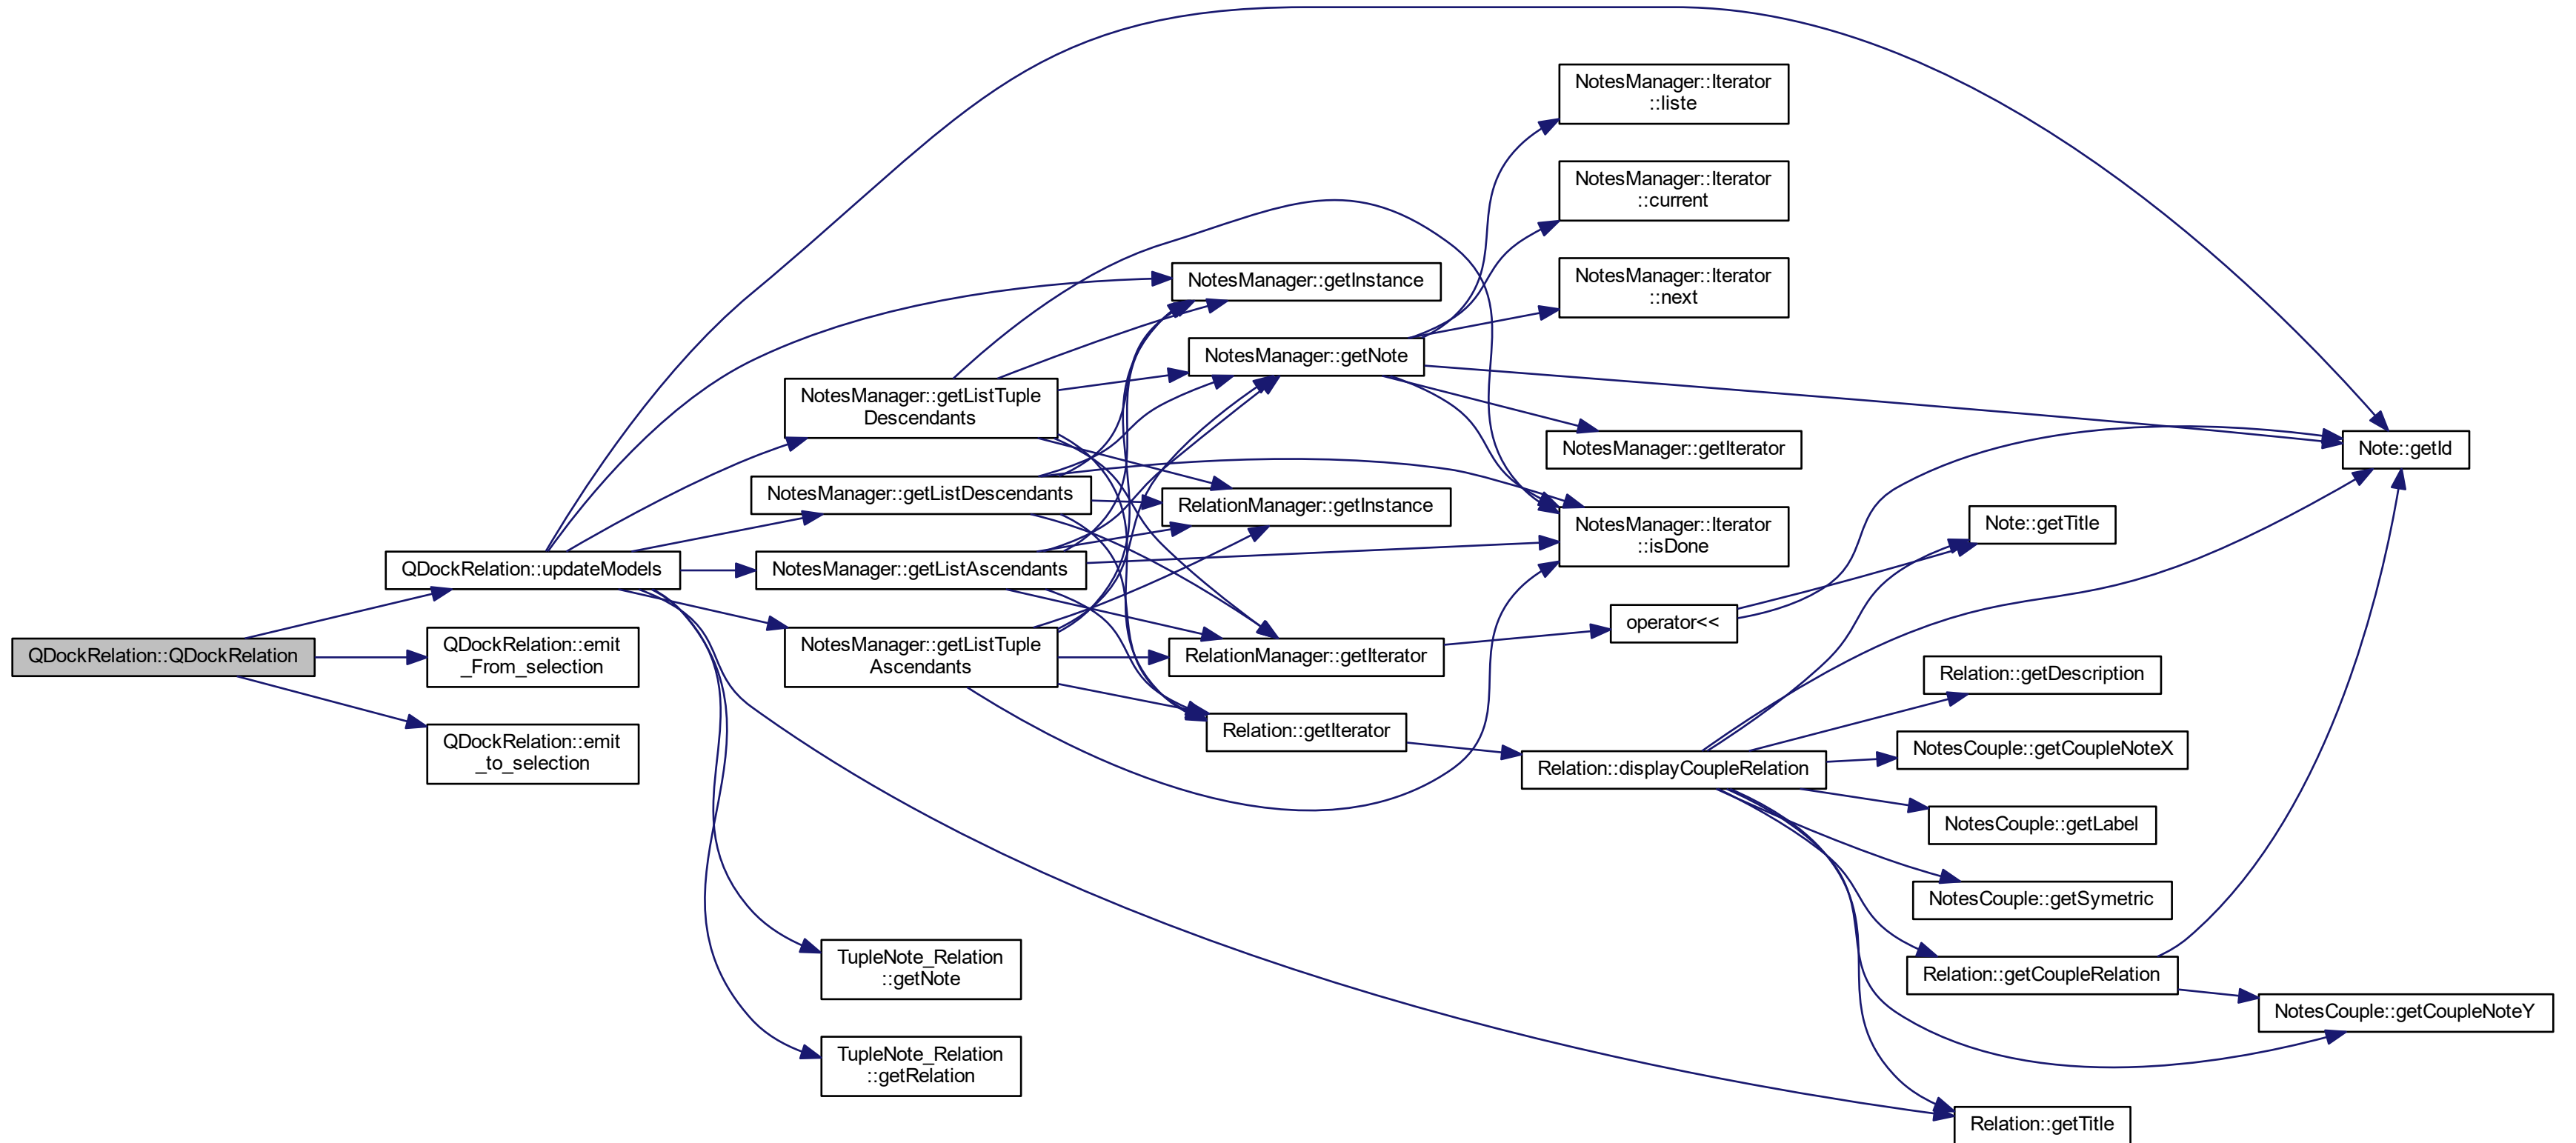 QDockRelation::QDockRelation
QDockRelation::updateModels
QDockRelation::emit
_From_selection
QDockRelation::emit
_to_selection
NotesManager::getListTuple
Descendants
NotesManager::getListDescendants
NotesManager::getListAscendants
NotesManager::getListTuple
Ascendants
TupleNote_Relation
::getNote
TupleNote_Relation
::getRelation
NotesManager::getInstance
NotesManager::getNote
RelationManager::getInstance
RelationManager::getIterator
Relation::getIterator
NotesManager::Iterator
::liste
NotesManager::Iterator
::current
NotesManager::Iterator
::next
NotesManager::getIterator
NotesManager::Iterator
::isDone
operator<<
Relation::displayCoupleRelation
Note::getTitle
Relation::getDescription
NotesCouple::getCoupleNoteX
NotesCouple::getLabel
NotesCouple::getSymetric
Relation::getCoupleRelation
Relation::getTitle
Note::getId
NotesCouple::getCoupleNoteY